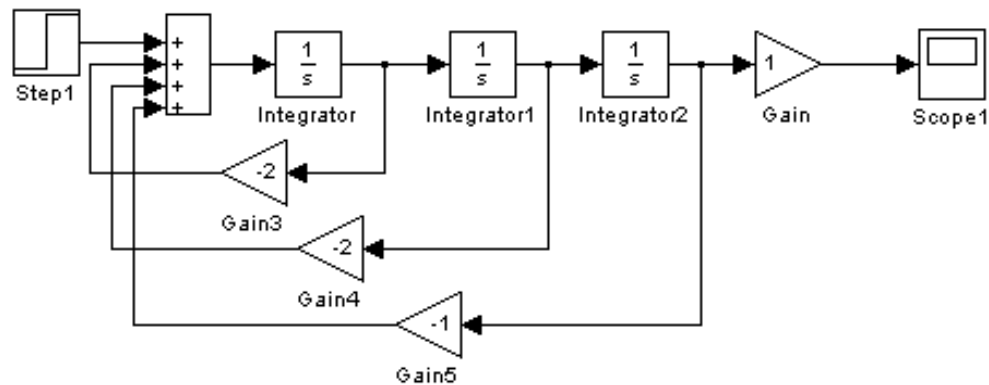 Step1
+
+
+
+
1
s
Integrator
1
s
Integrator1
1
s
Integrator2
1
Gain
Scope1
-2
Gain3
-2
Gain4
-1
Gain5